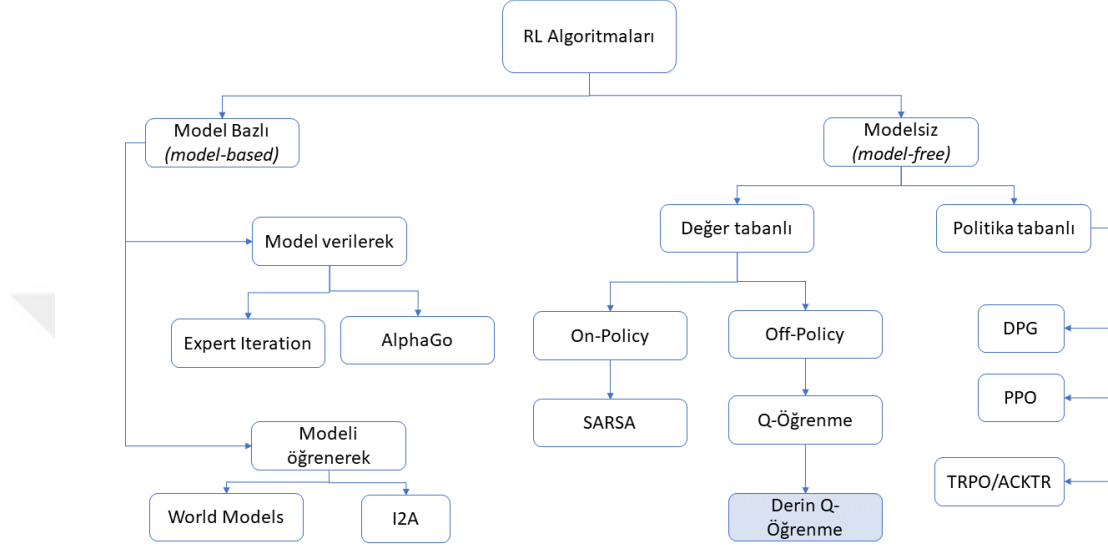 RL Algoritmaları
Model Bazlı
(model-based)
Modelsiz
(model-free)
Model verilerek
Değer tabanlı
Politika tabanlı
Expert Iteration
AlphaGo
On-Policy
Off-Policy
DPG
SARSA
Q-Öğrenme
PPO
Modeli
öğrenerek
World Models
I2A
Derin Q-
Öğrenme
TRPO/ACKTR